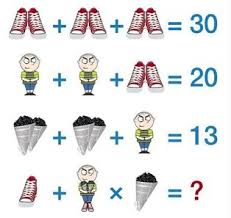 + + = 30
+ + = 20
+ + = 13
+ × = ?